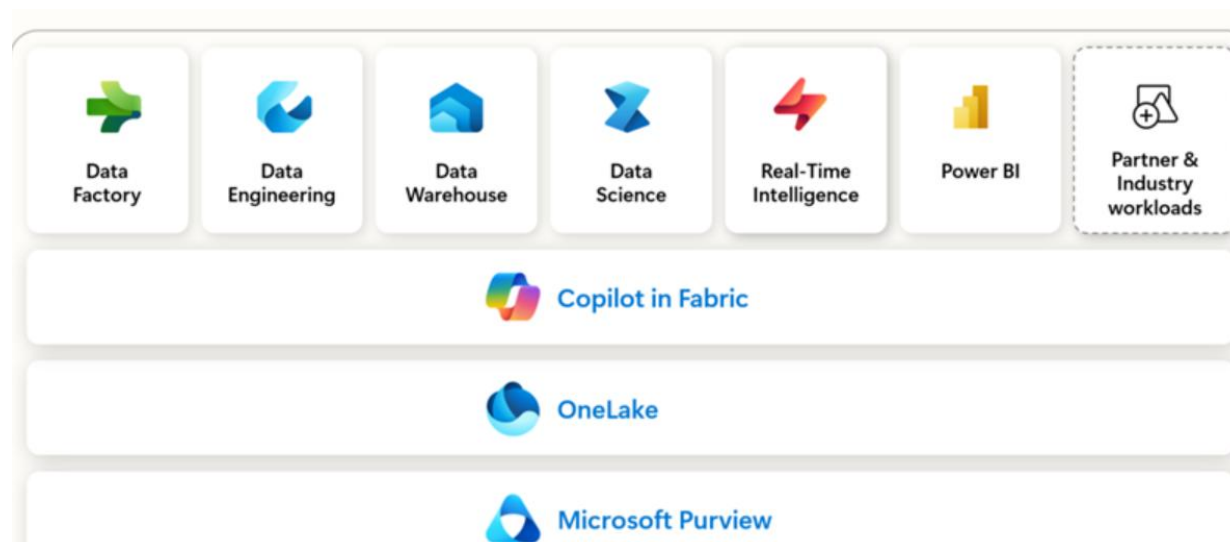 Data
Factory
Data
Engineering
Data
Warehouse
Data
Science
Real-Time
Intelligence
Power BI
Partner &
Industry
workloads
Copilot in Fabric
OneLake
Microsoft Purview